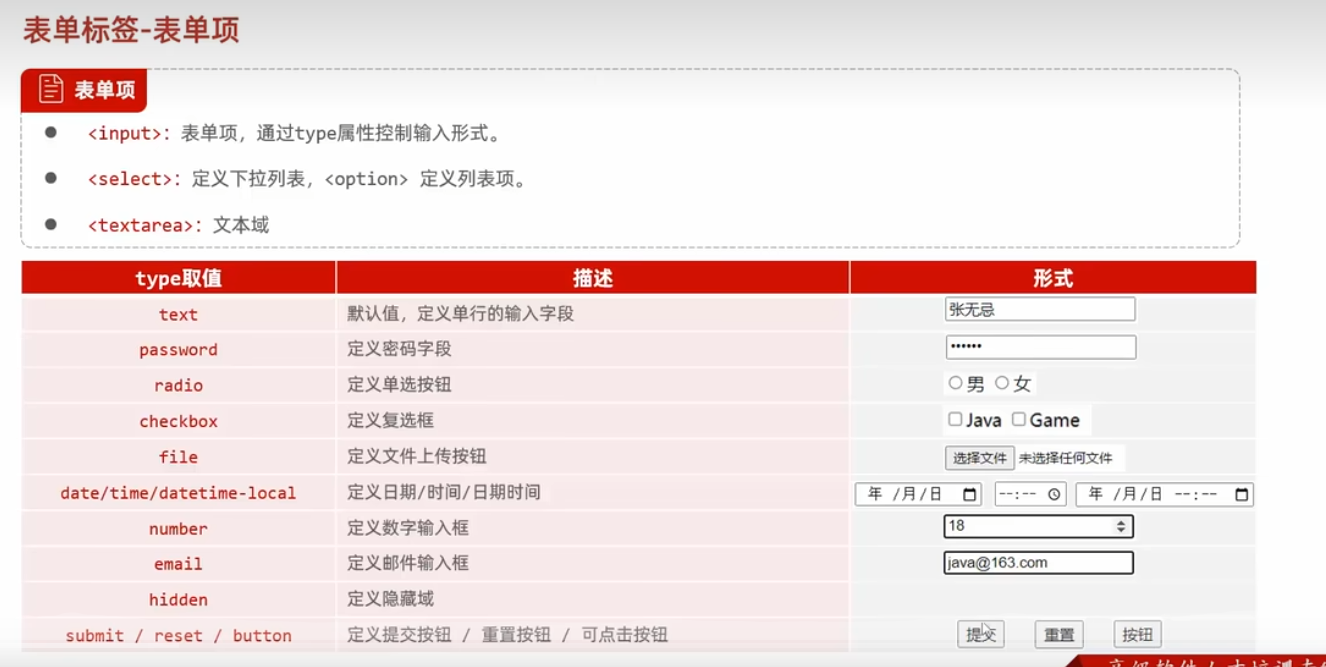 表单标签-表单项
表单项
<input>：表单项，通过type属性控制输入形式。
<select>：定义下拉列表，<option> 定义列表项。
<textarea>：文本域
type取值 描述 形式
text 默认值，定义单行的输入字段 张无忌
password 定义密码字段 ••••••
radio 定义单选按钮 男 女
checkbox 定义复选框 Java Game
file 定义文件上传按钮 选择文件 未选择任何文件
date/time/datetime-local 定义日期/时间/日期时间 年 /月/日 --:-- 年 /月/日 --:--
number 定义数字输入框 18
email 定义邮件输入框 java@163.com
hidden 定义隐藏域
submit / reset / button 定义提交按钮 / 重置按钮 / 可点击按钮 提交 重置 按钮